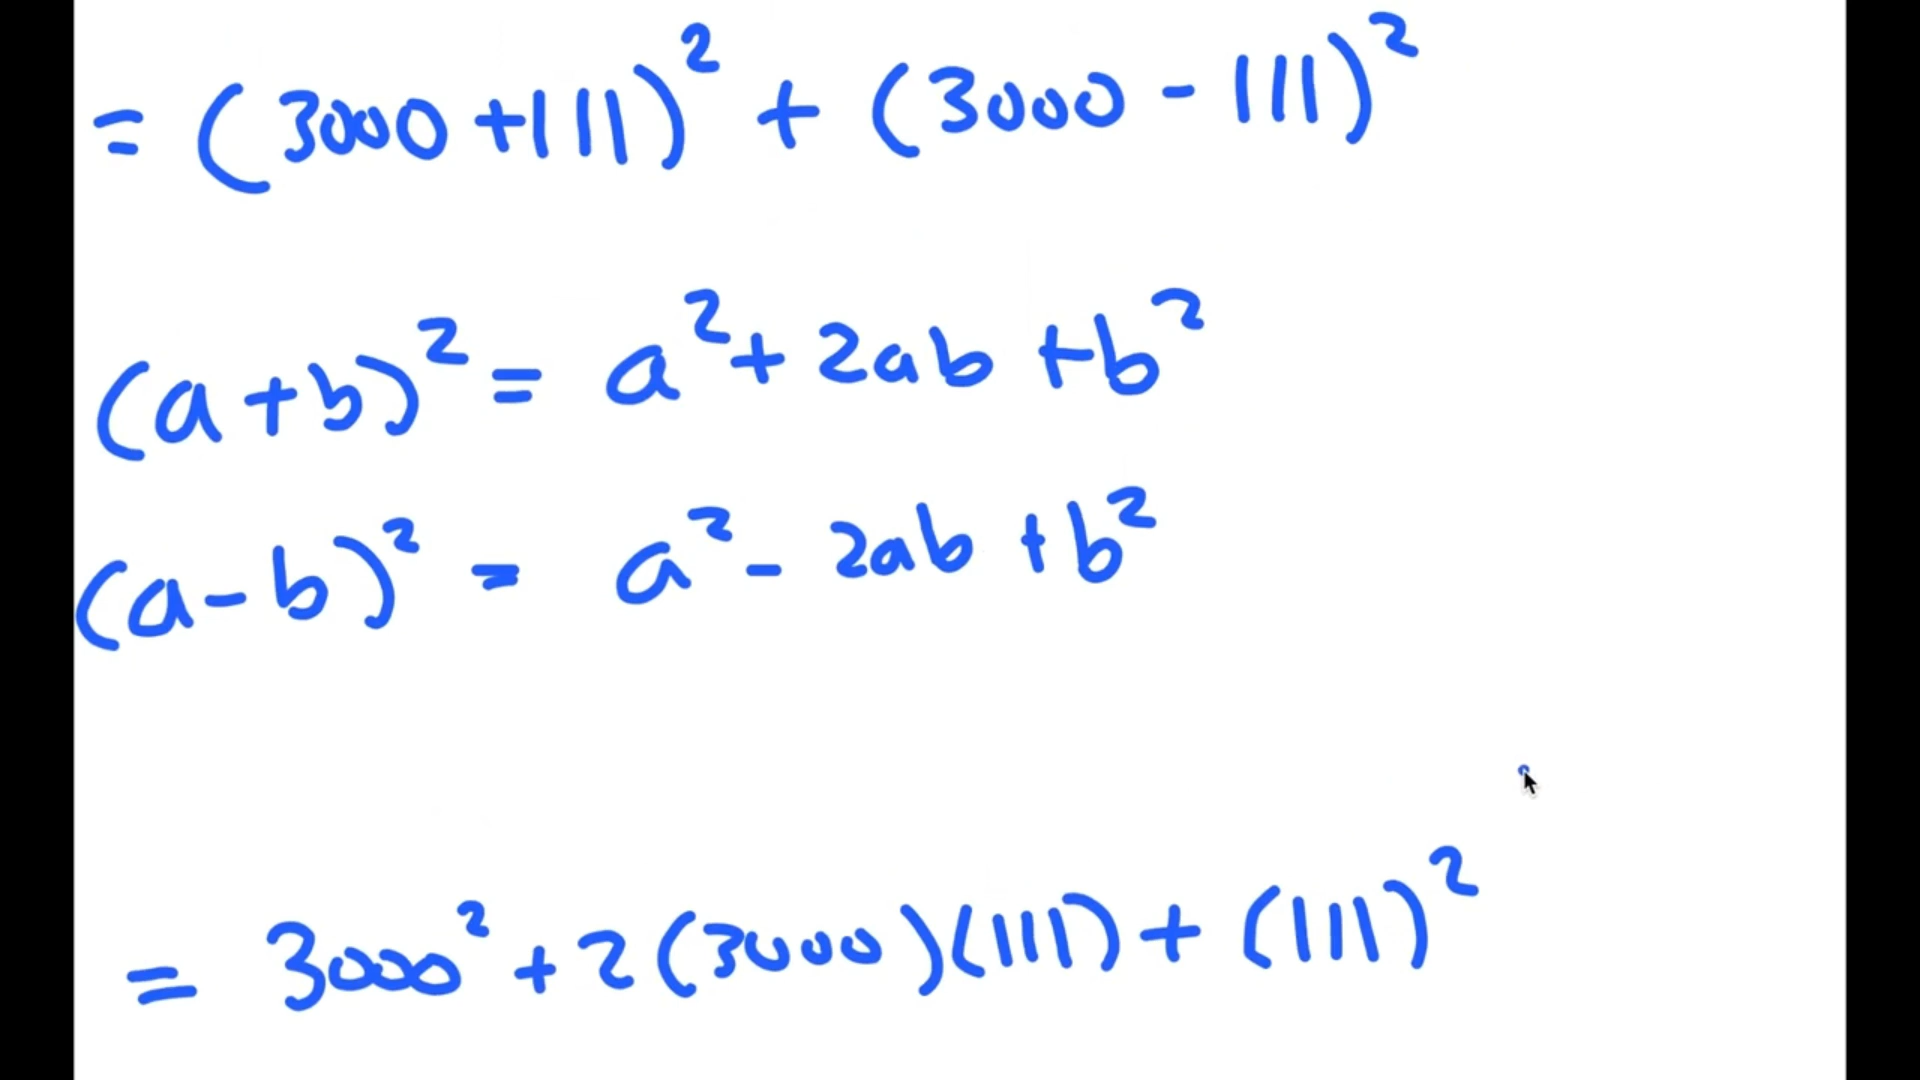 = (3000 + 111)² + (3000 - 111)²
(a + b)² = a² + 2ab + b²
(a - b)² = a² - 2ab + b²
= 3000² + 2 (3000)(111) + (111)²